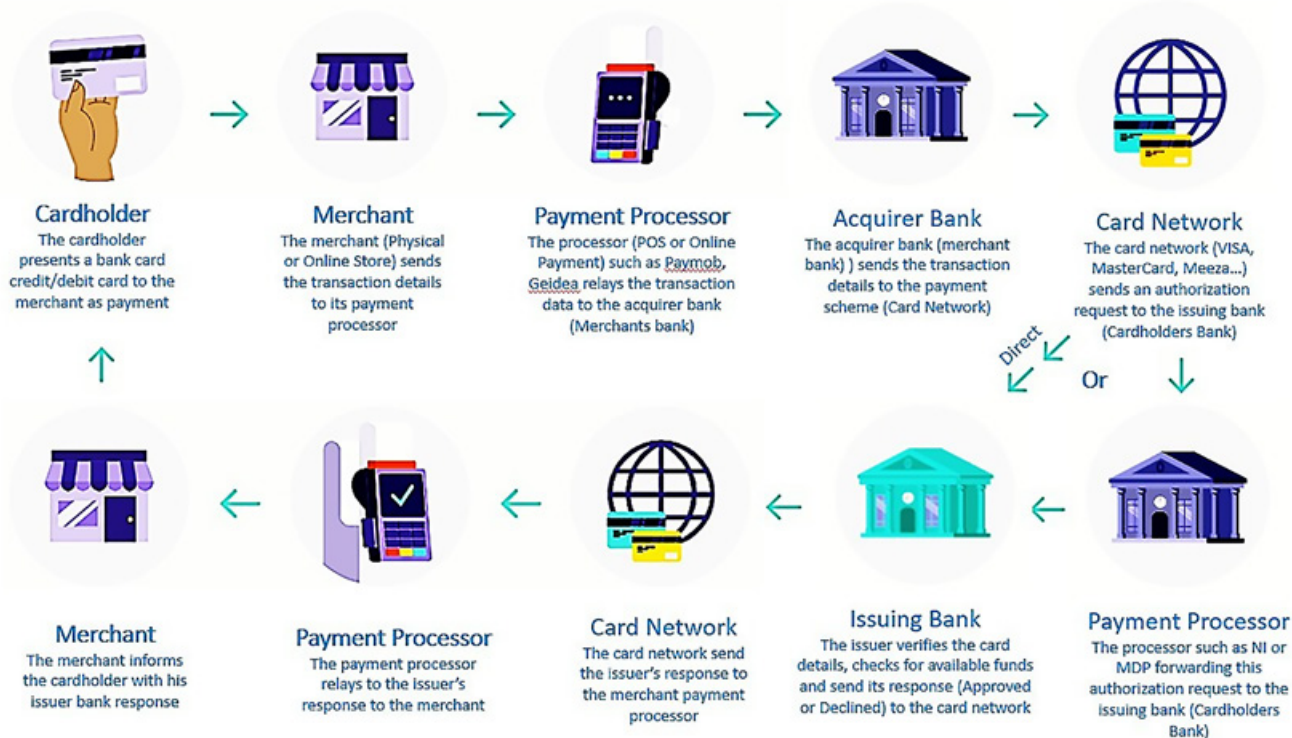 Cardholder
The cardholder
presents a bank card
credit/debit card to the
merchant as payment
Merchant
The merchant (Physical
or Online Store) sends
the transaction details
to its payment
processor
Payment Processor
The processor (POS or Online
Payment) such as Paymob,
Geidea relays the transaction
data to the acquirer bank
(Merchants bank)
Acquirer Bank
The acquirer bank (merchant
bank) ) sends the transaction
details to the payment
scheme (Card Network)
Card Network
The card network (VISA,
MasterCard, Meeza...)
sends an authorization
request to the issuing bank
(Cardholders Bank)
Direct
Or
Merchant
The merchant informs
the cardholder with his
issuer bank response
Payment Processor
The payment processor
relays to the issuer's
response to the merchant
Card Network
The card network send
the issuer's response to
the merchant payment
processor
Issuing Bank
The issuer verifies the card
details, checks for available funds
and send its response (Approved
or Declined) to the card network
Payment Processor
The processor such as NI or
MDP forwarding this
authorization request to the
issuing bank (Cardholders
Bank)